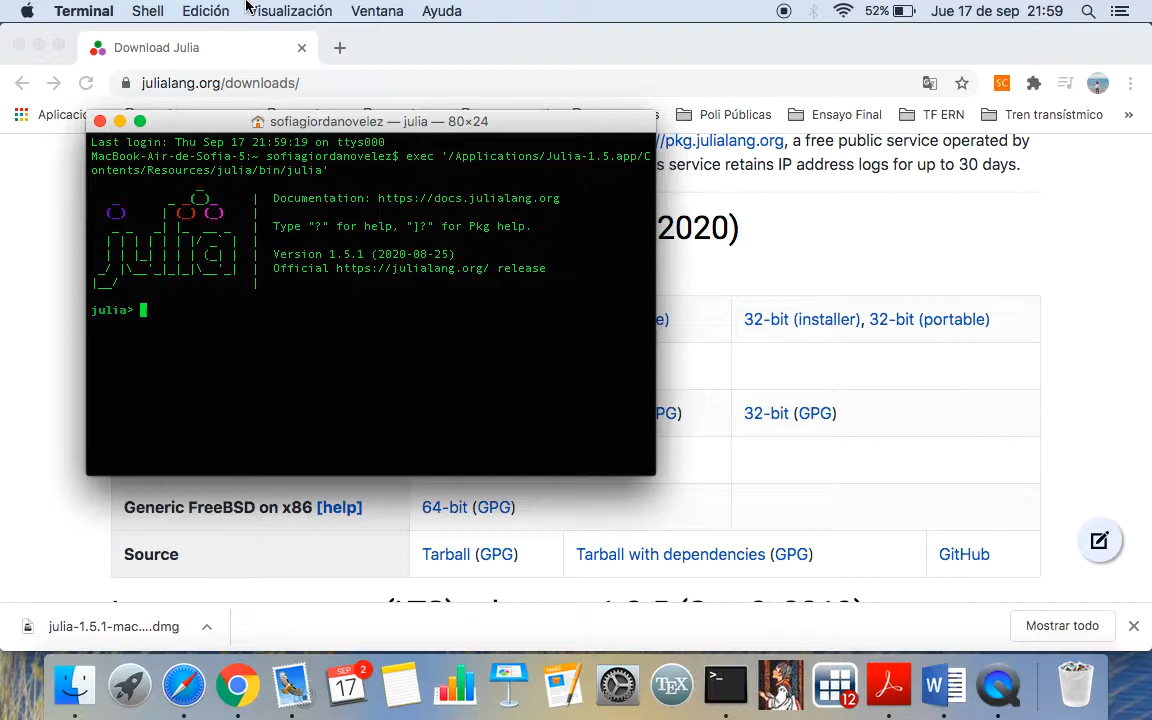 Terminal Shell Edición Visualización Ventana Ayuda 52% Jue 17 de sep 21:59
Download Julia
julialang.org/downloads/
SC
Aplicacio Poli Públicas Ensayo Final TF ERN Tren transístmico »
sofiagiordanovelez — julia — 80×24
Last login: Thu Sep 17 21:59:19 on ttys000
MacBook-Air-de-Sofia-5:~ sofiagiordanovelez$ exec '/Applications/Julia-1.5.app/C
ontents/Resources/julia/bin/julia'
Documentation: https://docs.julialang.org
Type "?" for help, "]?" for Pkg help.
Version 1.5.1 (2020-08-25)
Official https://julialang.org/ release
julia>
//pkg.julialang.org, a free public service operated by
s service retains IP address logs for up to 30 days.
2020)
e) 32-bit (installer), 32-bit (portable)
PG) 32-bit (GPG)
Generic FreeBSD on x86 [help] 64-bit (GPG)
Source Tarball (GPG) Tarball with dependencies (GPG) GitHub
julia-1.5.1-mac....dmg Mostrar todo
SEP 17 2
TEX
>_
12
W